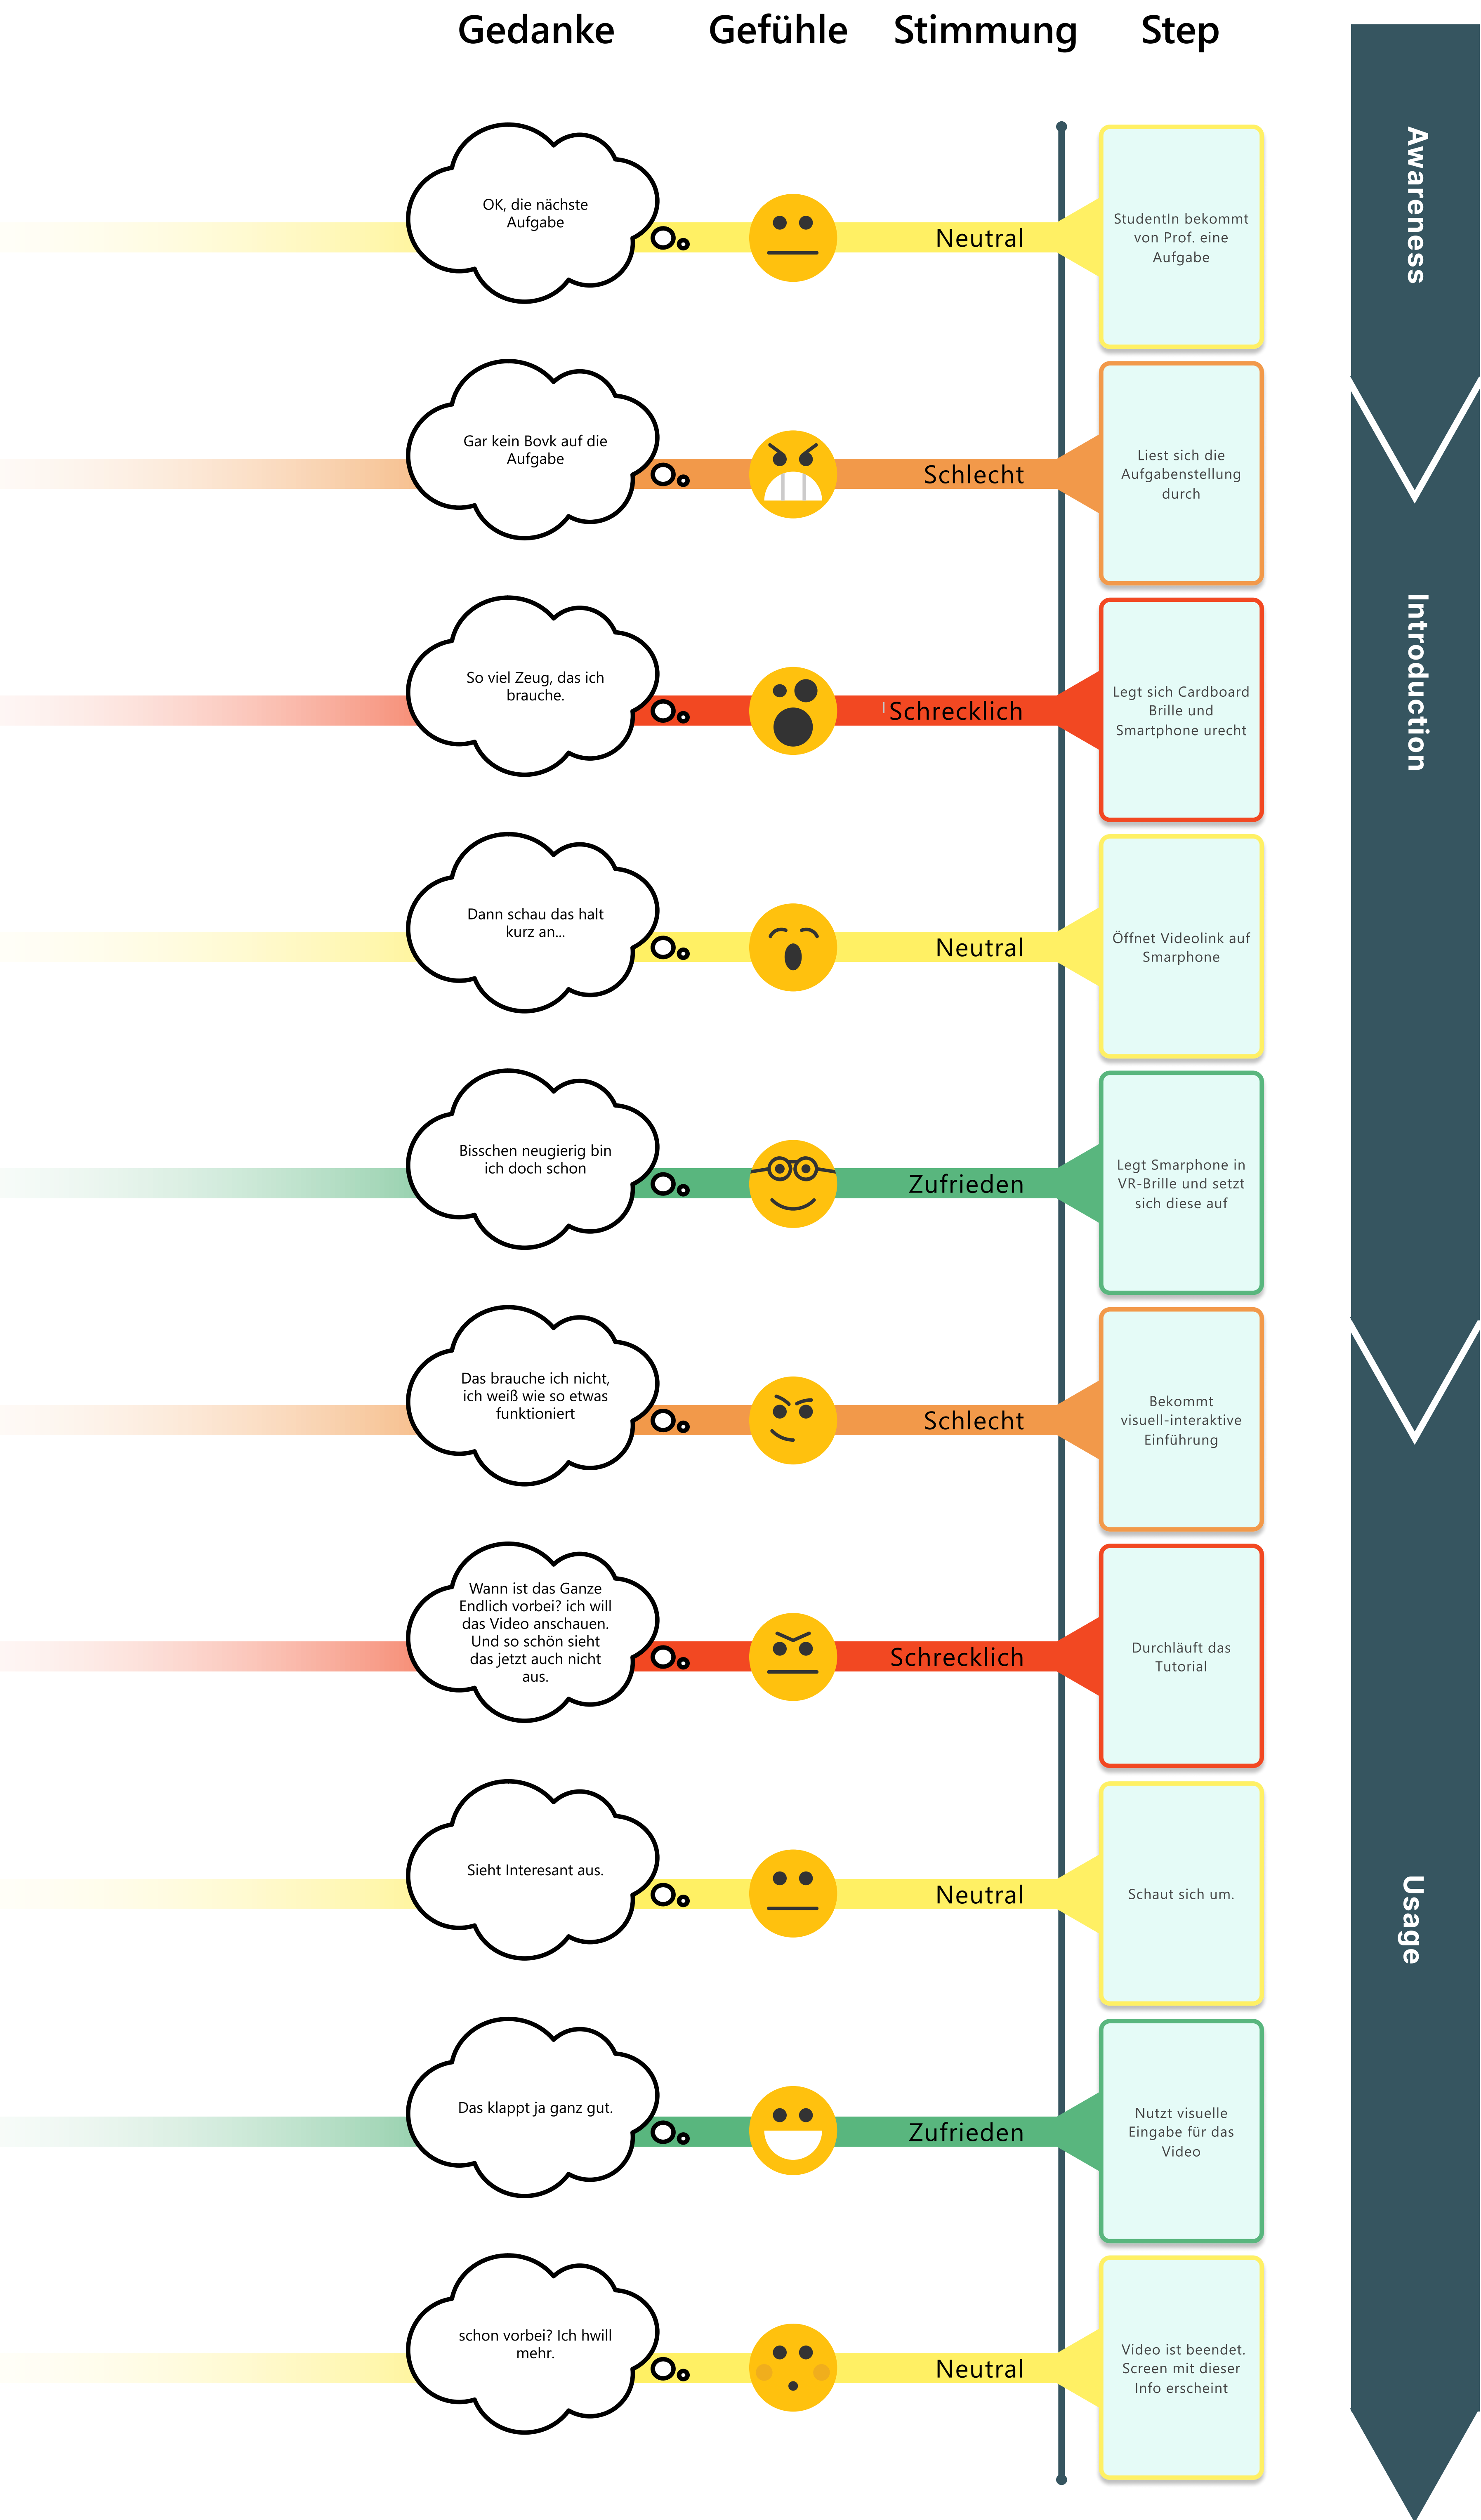 Gedanke
Gefühle
Stimmung
Step
Awareness
OK, die nächste
Aufgabe
Neutral
StudentIn bekommt
von Prof. eine
Aufgabe
Gar kein Bovk auf die
Aufgabe
Schlecht
Liest sich die
Aufgabenstellung
durch
Introduction
So viel Zeug, das ich
brauche.
Schrecklich
Legt sich Cardboard
Brille und
Smartphone urecht
Dann schau das halt
kurz an...
Neutral
Öffnet Videolink auf
Smarphone
Bisschen neugierig bin
ich doch schon
Zufrieden
Legt Smarphone in
VR-Brille und setzt
sich diese auf
Das brauche ich nicht,
ich weiß wie so etwas
funktioniert
Schlecht
Bekommt
visuell-interaktive
Einführung
Wann ist das Ganze
Endlich vorbei? ich will
das Video anschauen.
Und so schön sieht
das jetzt auch nicht
aus.
Schrecklich
Durchläuft das
Tutorial
Usage
Sieht Interesant aus.
Neutral
Schaut sich um.
Das klappt ja ganz gut.
Zufrieden
Nutzt visuelle
Eingabe für das
Video
schon vorbei? Ich hwill
mehr.
Neutral
Video ist beendet.
Screen mit dieser
Info erscheint